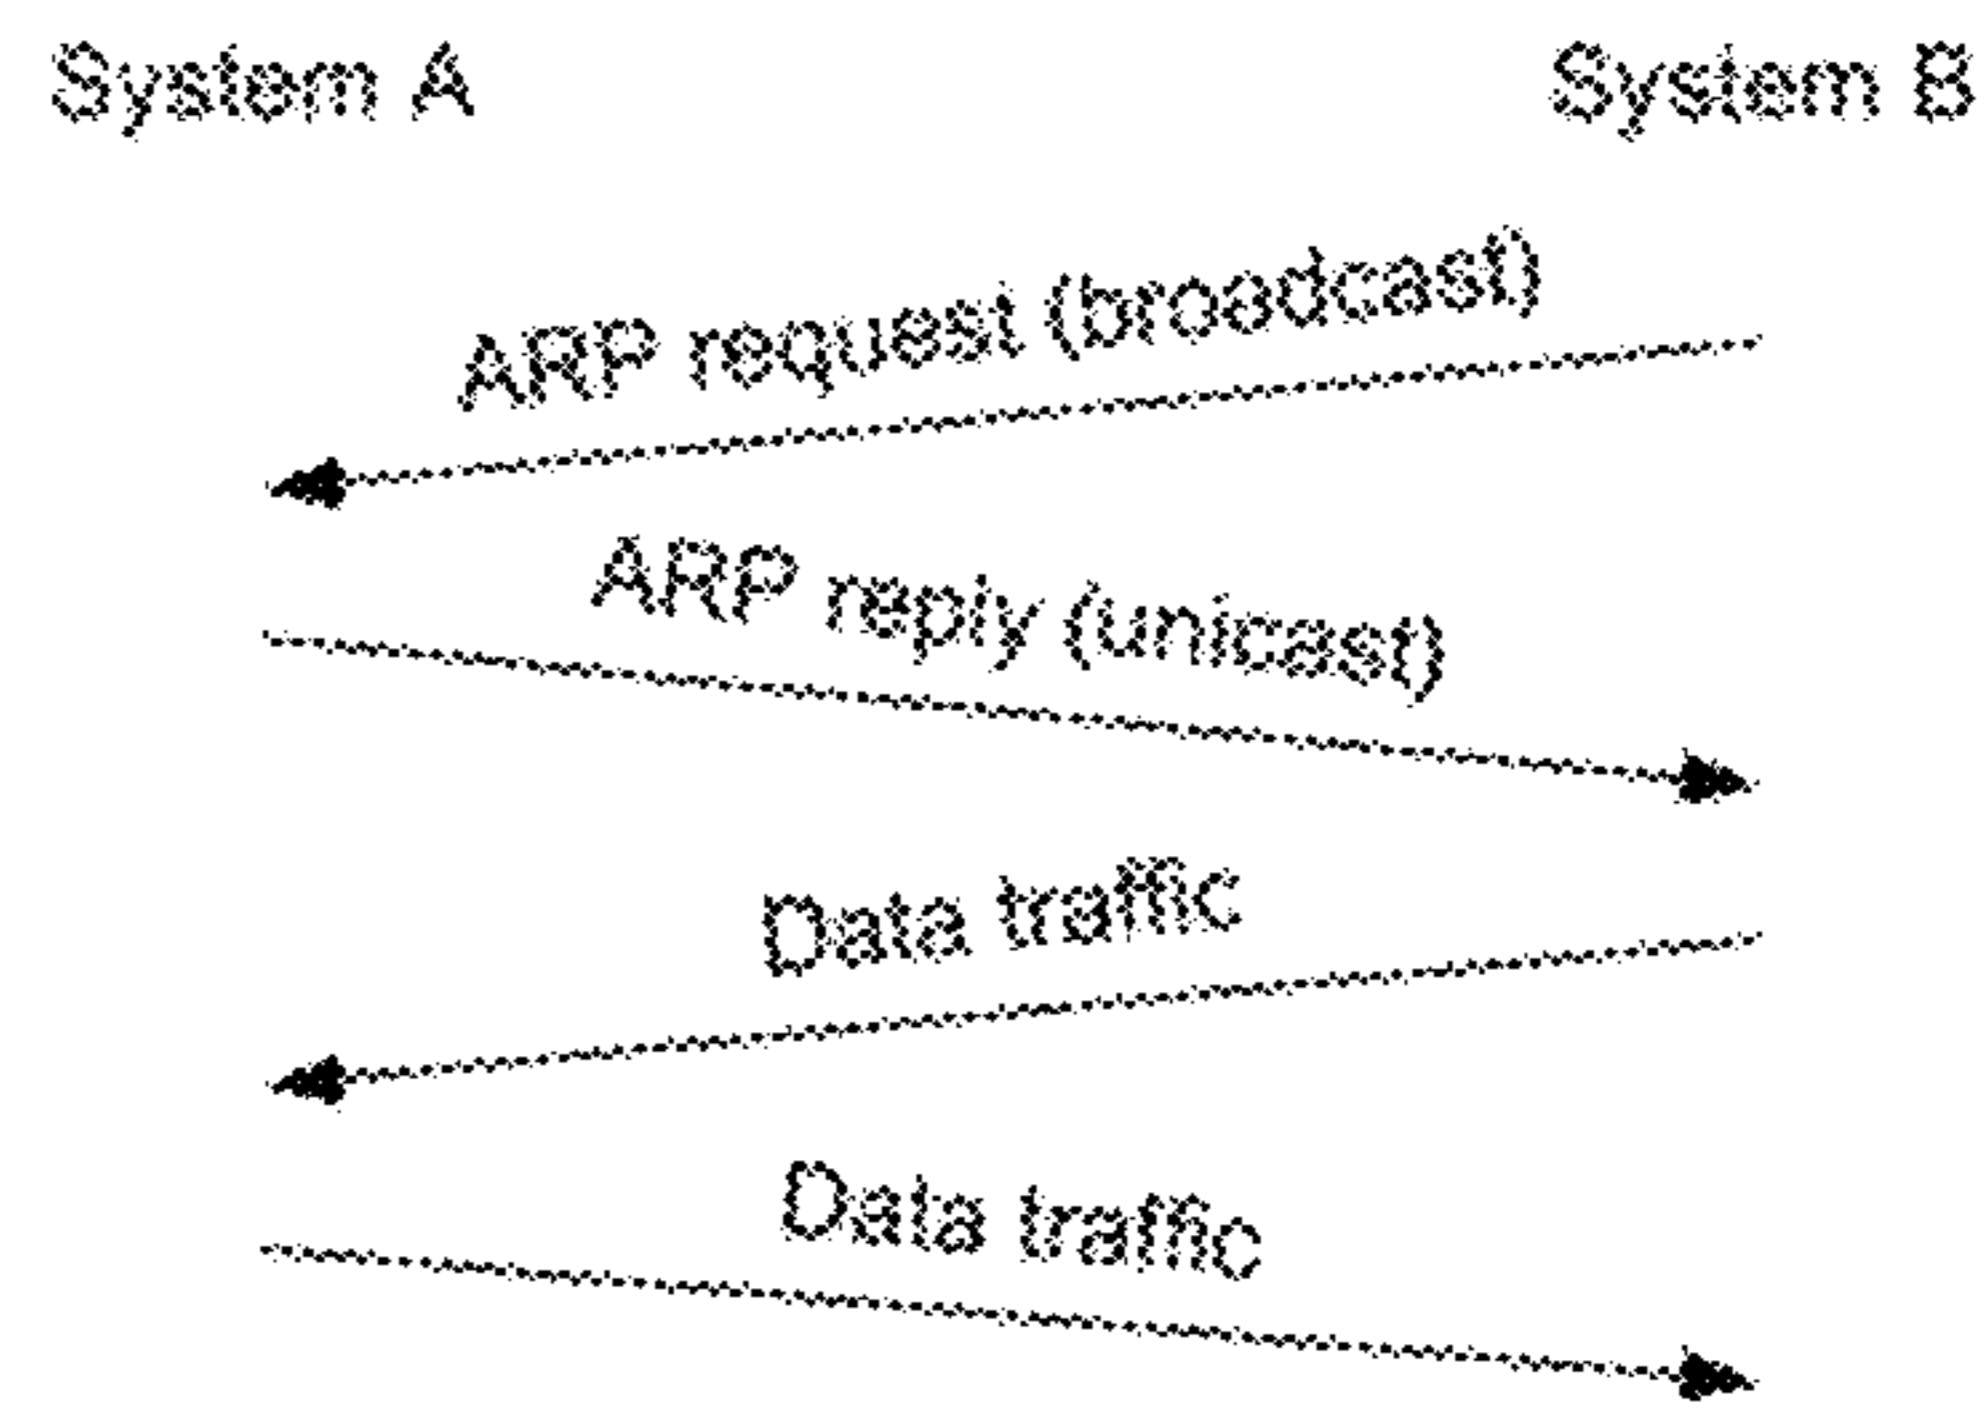 System A
System B
ARP request (broadcast)
ARP reply (unicast)
Data traffic
Data traffic